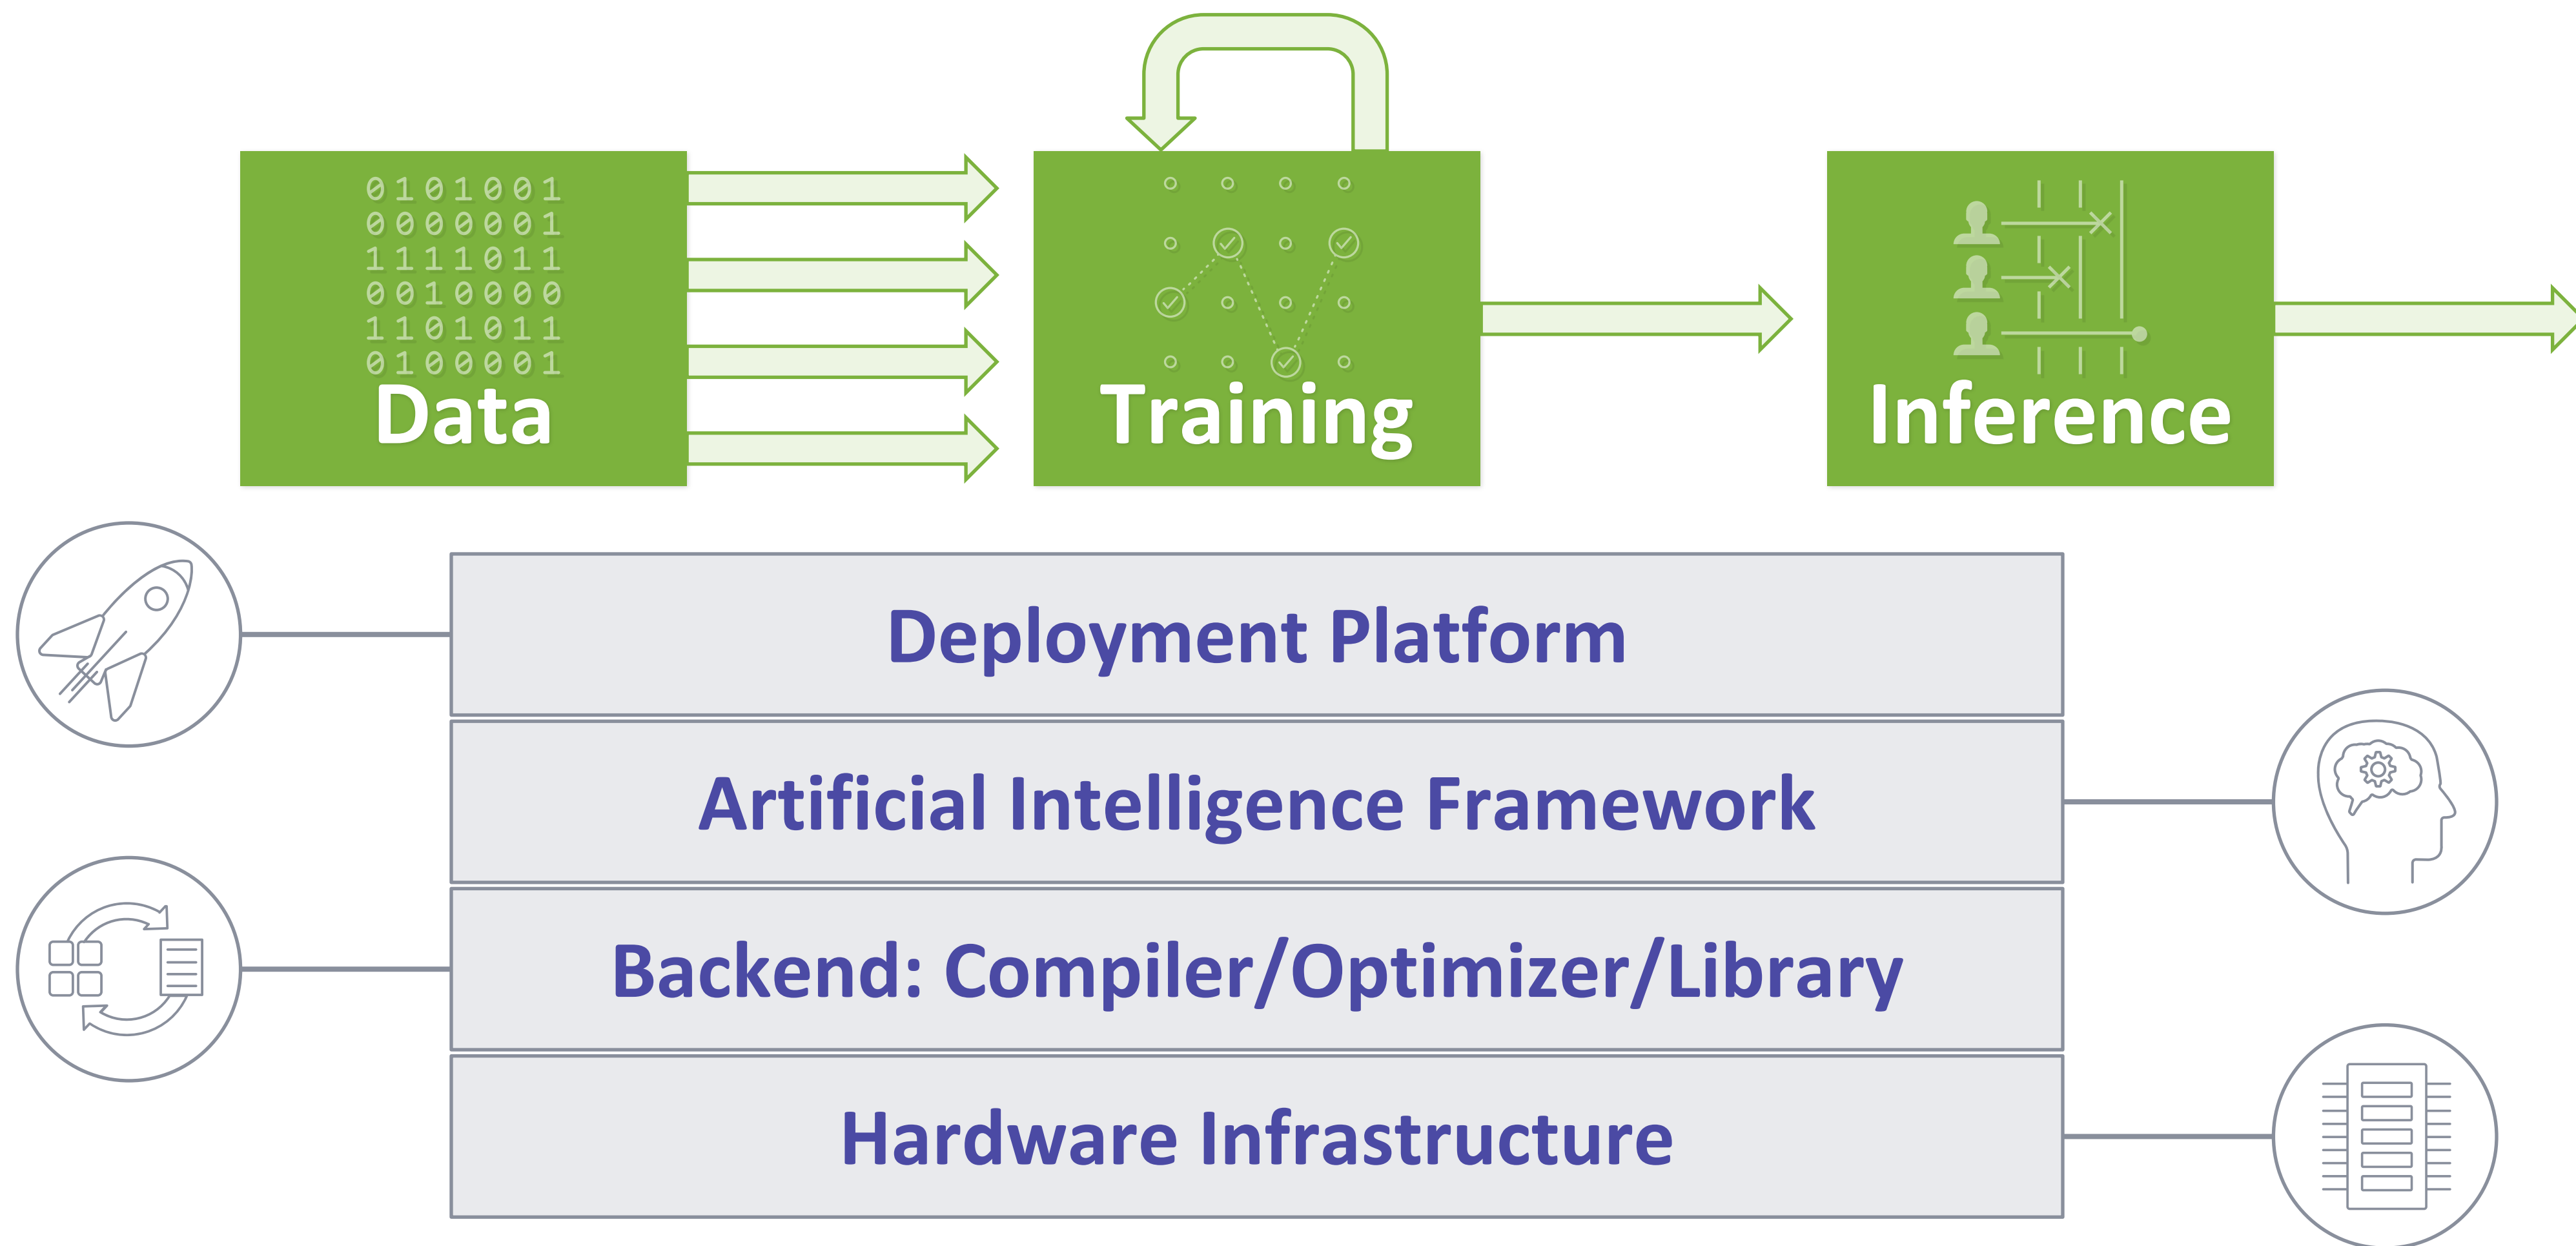 0101001
0000001
1111011
0010000
1101011
0100001
Data
Training
Inference
Deployment Platform
Artificial Intelligence Framework
Backend: Compiler/Optimizer/Library
Hardware Infrastructure